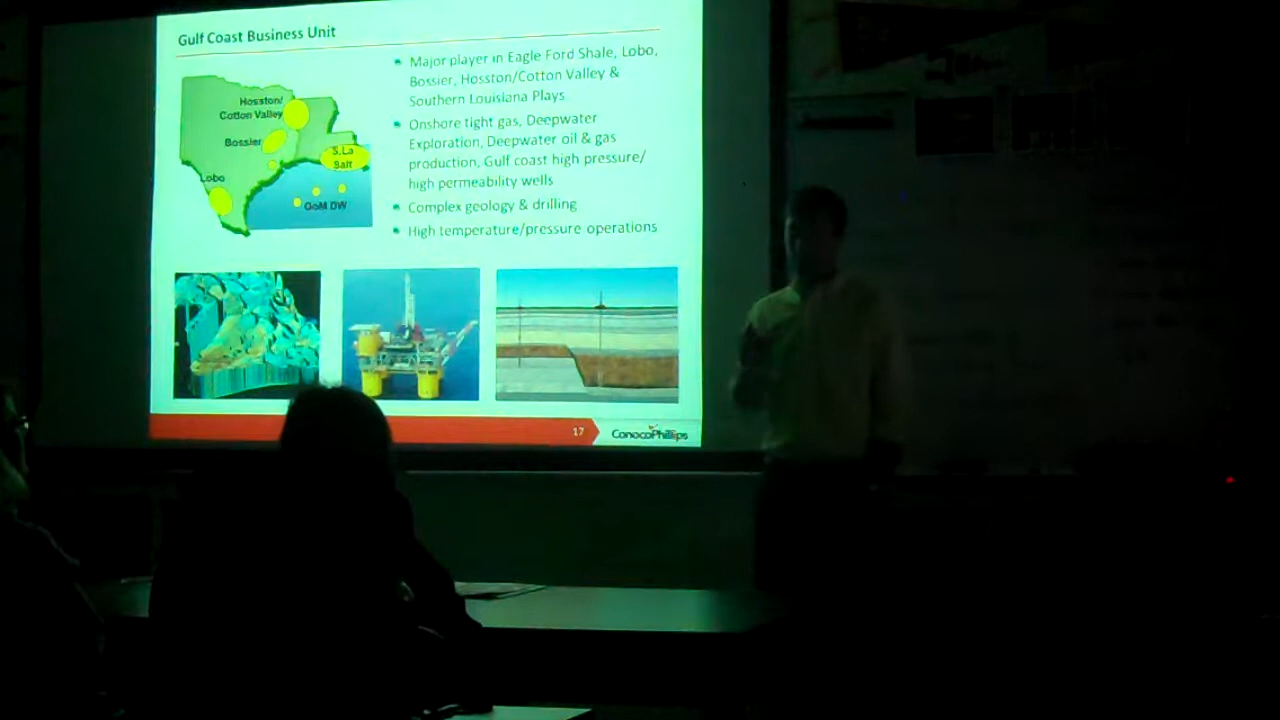 Gulf Coast Business Unit
Major player in Eagle Ford Shale, Lobo,
Bossier, Hosston/Cotton Valley &
Southern Louisiana Plays
Onshore tight gas, Deepwater
Exploration, Deepwater oil & gas
production, Gulf coast high pressure/
high permeability wells
Complex geology & drilling
High temperature/pressure operations
Hosston/
Cotton Valley
Bossier
S.La
Salt
Lobo
GoM DW
17
ConocoPhillips